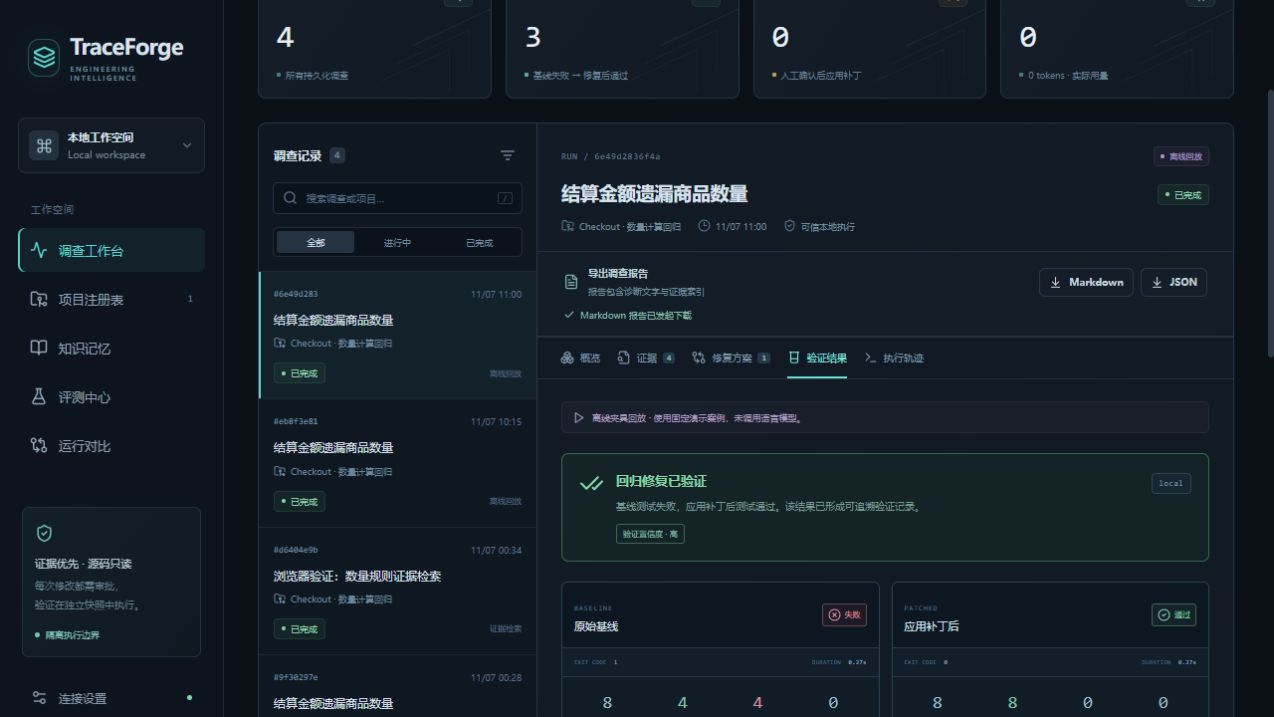 TraceForge
ENGINEERING
INTELLIGENCE
本地工作空间
Local workspace
工作空间
调查工作台
项目注册表 1
知识记忆
评测中心
运行对比
证据优先 · 源码只读
每次修改都需审批,
验证在独立快照中执行。
隔离执行边界
连接设置
4
所有持久化调查
3
基线失败 → 修复后通过
0
人工确认后应用补丁
0
0 tokens · 实际用量
调查记录 4
搜索调查或项目... /
全部 进行中 已完成
#6e49d283 11/07 11:00
结算金额遗漏商品数量
Checkout · 数量计算回归
已完成 离线回放
#eb8f3e81 11/07 10:15
结算金额遗漏商品数量
Checkout · 数量计算回归
已完成 离线回放
#d6404e9b 11/07 00:34
浏览器验证：数量规则证据检索
Checkout · 数量计算回归
已完成 证据检索
#9f30297e 11/07 00:28
结算金额遗漏商品数量
RUN / 6e49d2836f4a 离线回放
结算金额遗漏商品数量 已完成
Checkout · 数量计算回归 11/07 11:00 可信本地执行
导出调查报告
报告包含诊断文字与证据索引
Markdown JSON
Markdown 报告已发起下载
概览 证据 4 修复方案 1 验证结果 执行轨迹
离线夹具回放 · 使用固定演示案例，未调用语言模型。
回归修复已验证 local
基线测试失败，应用补丁后测试通过。该结果已形成可追溯验证记录。
验证置信度 · 高
BASELINE
原始基线 失败
EXIT CODE 1 DURATION 0.27s
8 4 4 0
PATCHED
应用补丁后 通过
EXIT CODE 0 DURATION 0.27s
8 8 0 0